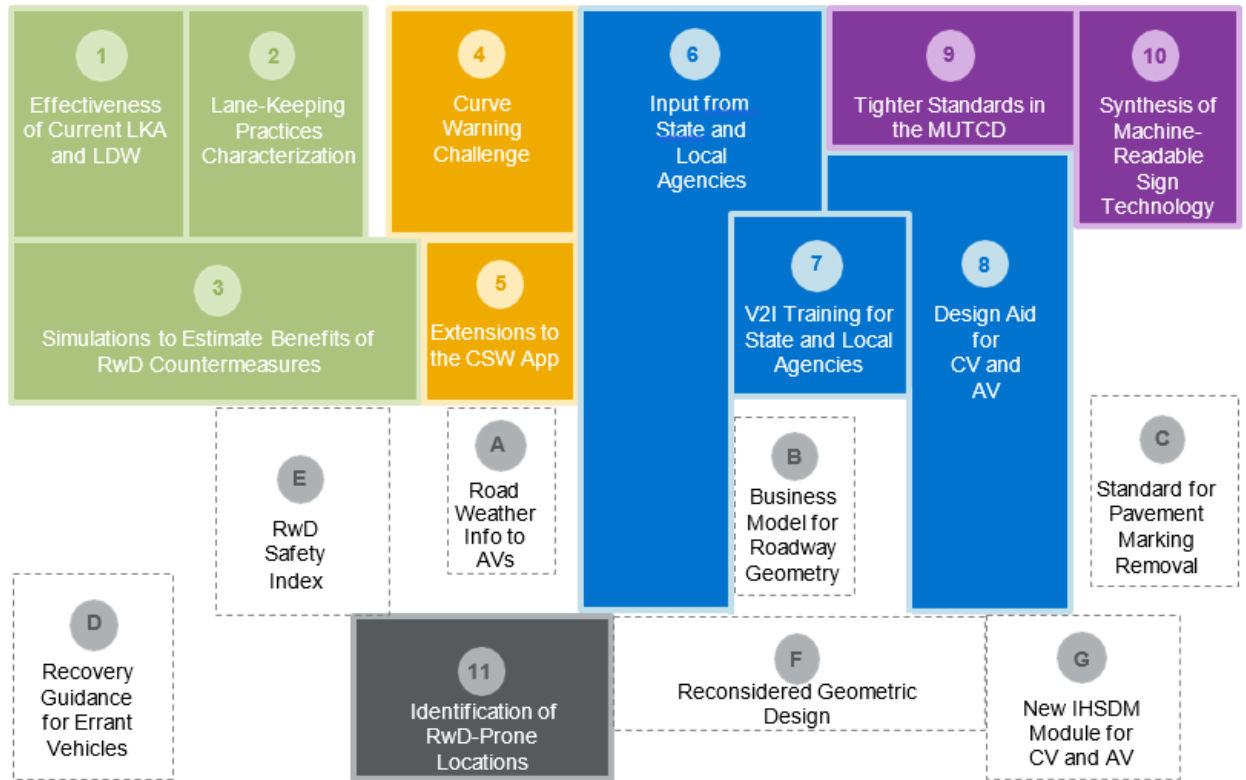 1
Effectiveness
of Current LKA
and LDW
2
Lane-Keeping
Practices
Characterization
3
Simulations to Estimate Benefits of
RwD Countermeasures
4
Curve
Warning
Challenge
5
Extensions to
the CSW App
6
Input from
State and
Local
Agencies
7
V2I Training for
State and Local
Agencies
8
Design Aid
for
CV and
AV
9
Tighter Standards in
the MUTCD
10
Synthesis of
Machine-
Readable
Sign
Technology
A
Road
Weather
Info to
AVs
B
Business
Model for
Roadway
Geometry
C
Standard for
Pavement
Marking
Removal
D
Recovery
Guidance
for Errant
Vehicles
E
RwD
Safety
Index
11
Identification of
RwD-Prone
Locations
F
Reconsidered Geometric
Design
G
New IHSDM
Module for
CV and AV